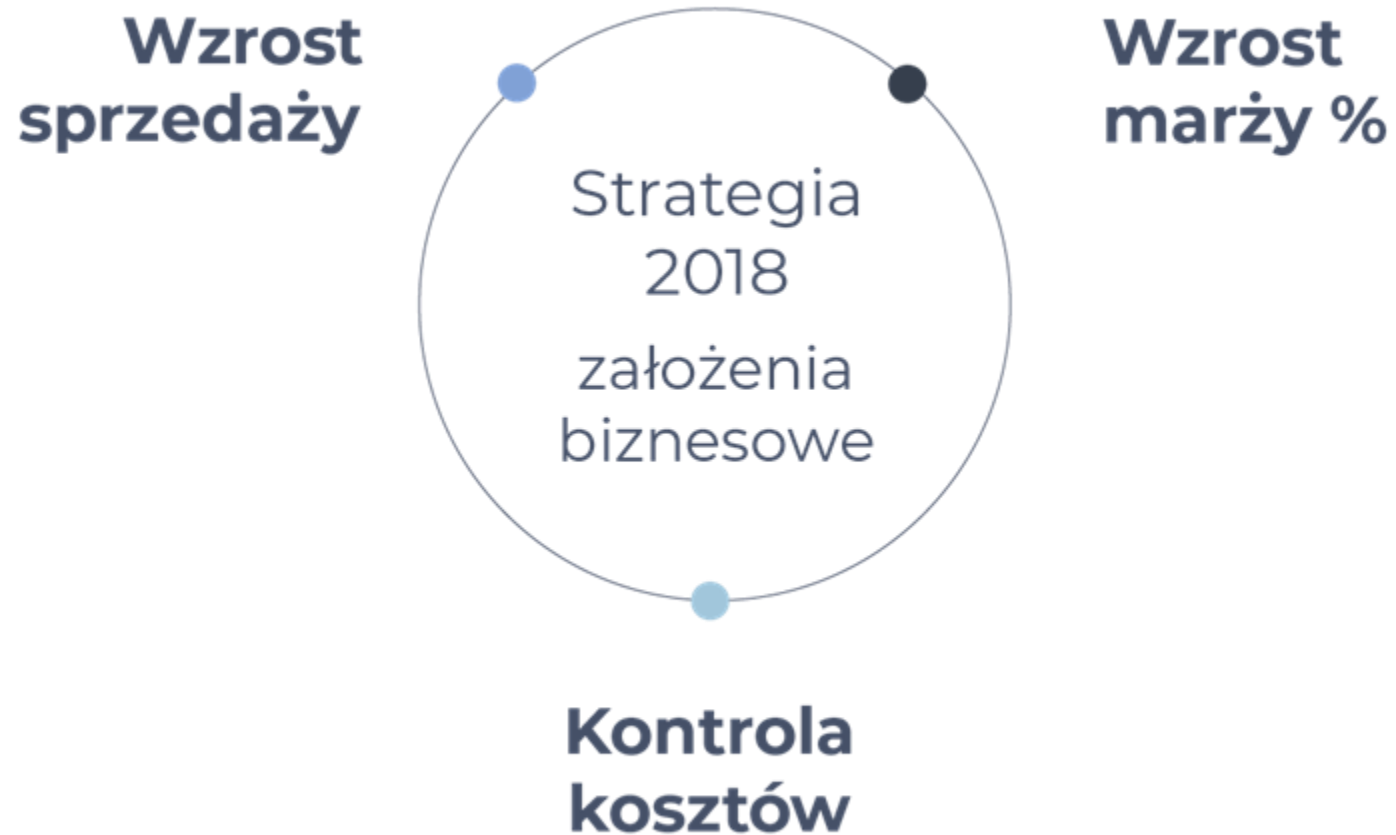 Wzrost
sprzedaży
Wzrost
marży %
Strategia
2018
założenia
biznesowe
Kontrola
kosztów